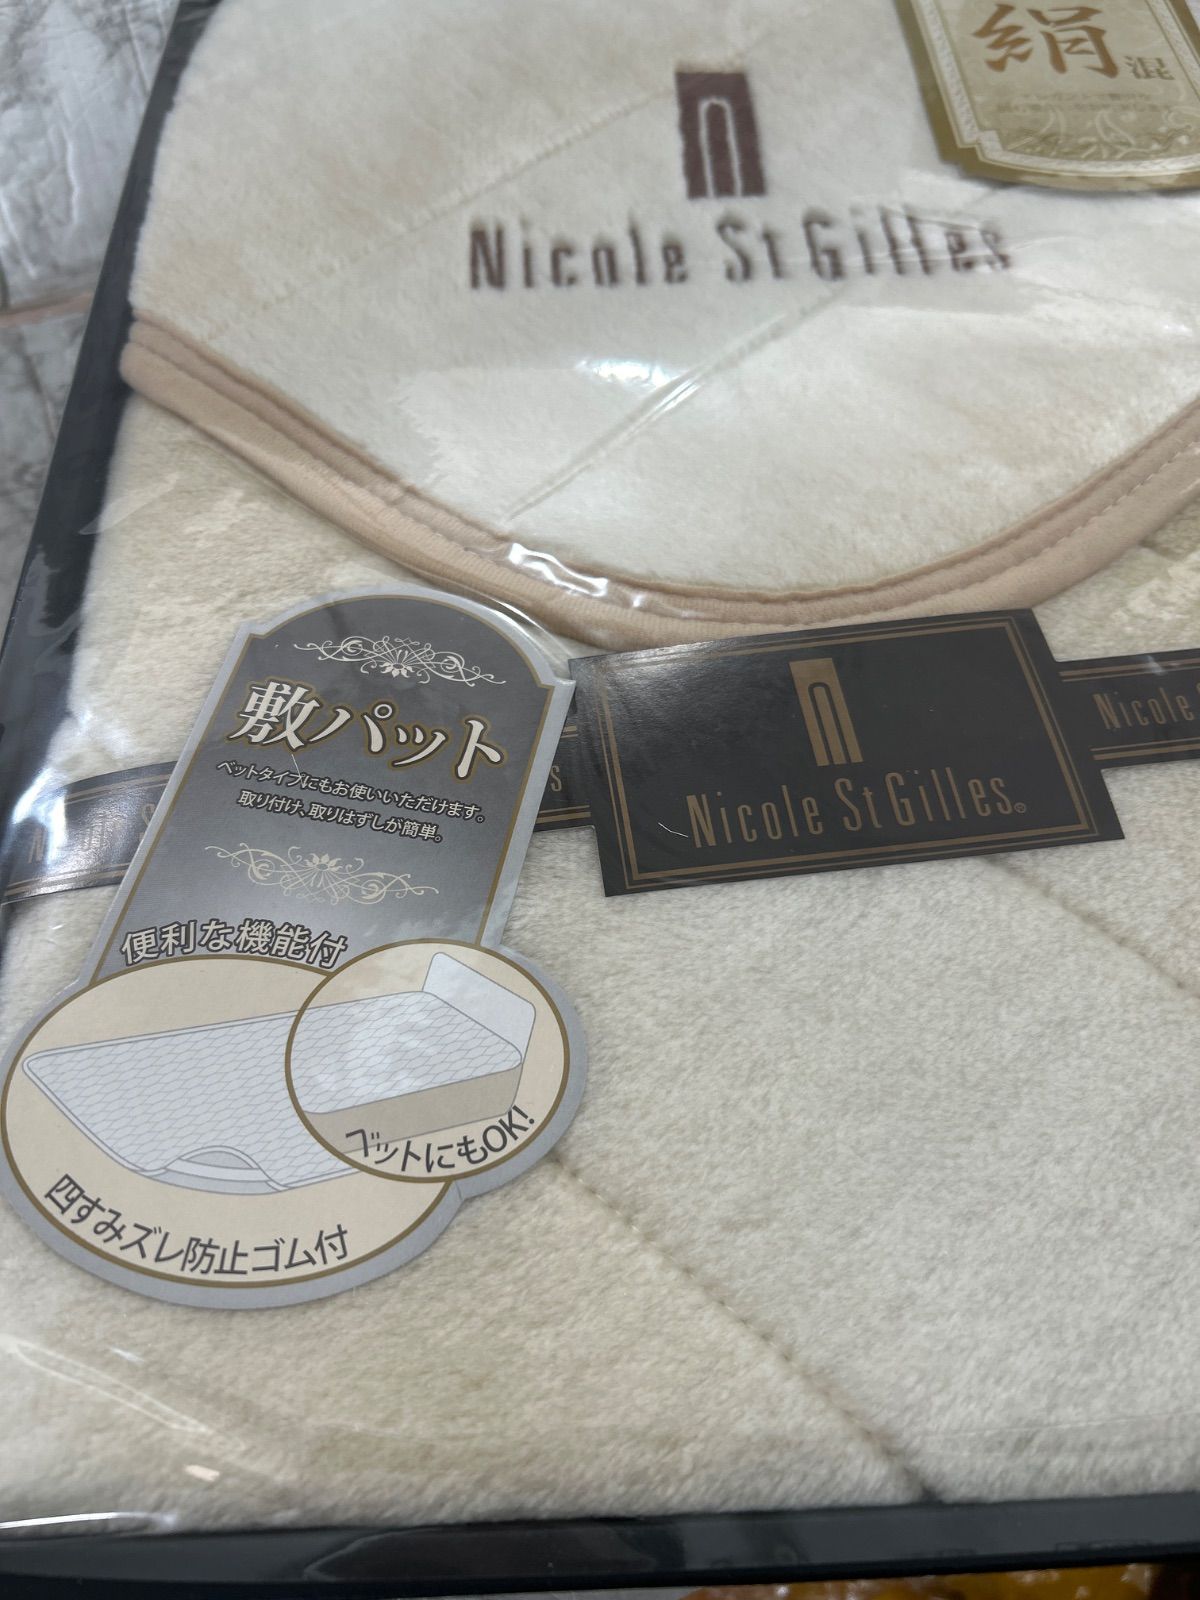 絹混
Nicole St Gilles
敷パット
ベットタイプにもお使いいただけます。
取り付け、取りはずしが簡単。
便利な機能付
ベットにもOK!
四すみズレ防止ゴム付
Nicole St Gilles®
Nicole